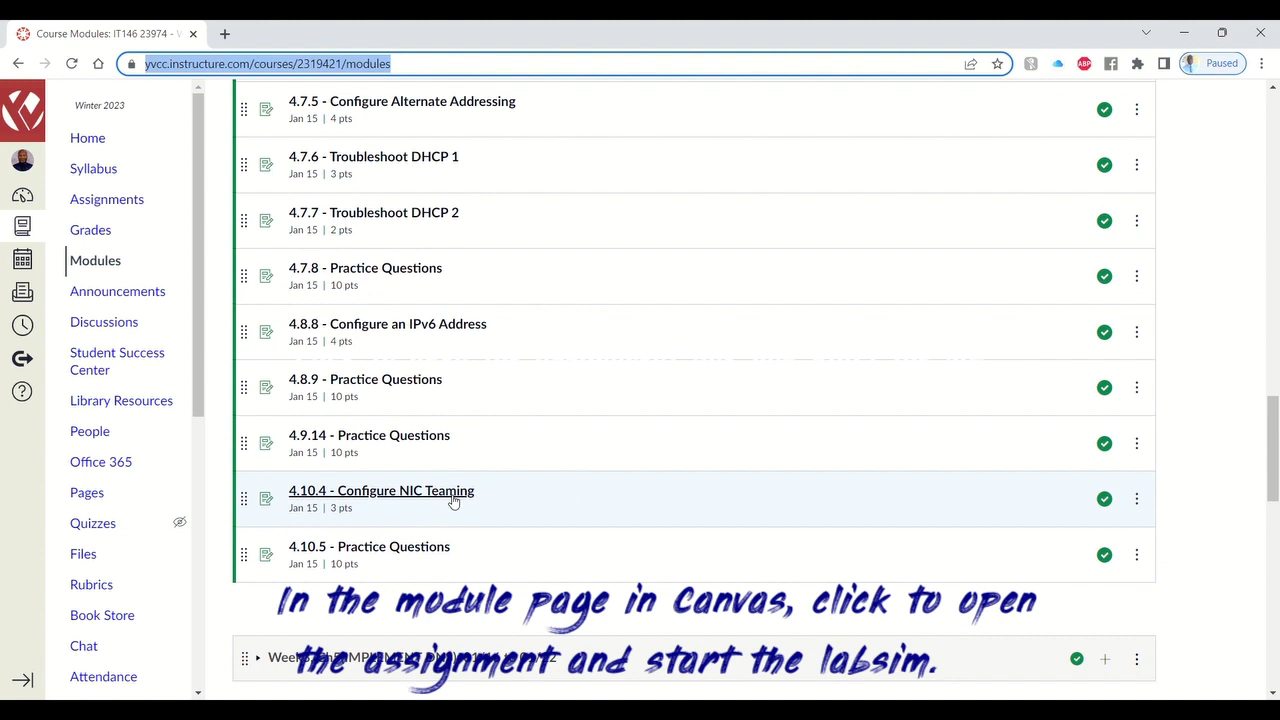 Course Modules: IT146 23974 -
yvcc.instructure.com/courses/2319421/modules
Paused
ABP
Winter 2023
Home
Syllabus
Assignments
Grades
Modules
Announcements
Discussions
Student Success
Center
Library Resources
People
Office 365
Pages
Quizzes
Files
Rubrics
Book Store
Chat
Attendance
4.7.5 - Configure Alternate Addressing
Jan 15 | 4 pts
4.7.6 - Troubleshoot DHCP 1
Jan 15 | 3 pts
4.7.7 - Troubleshoot DHCP 2
Jan 15 | 2 pts
4.7.8 - Practice Questions
Jan 15 | 10 pts
4.8.8 - Configure an IPv6 Address
Jan 15 | 4 pts
4.8.9 - Practice Questions
Jan 15 | 10 pts
4.9.14 - Practice Questions
Jan 15 | 10 pts
4.10.4 - Configure NIC Teaming
Jan 15 | 3 pts
4.10.5 - Practice Questions
Jan 15 | 10 pts
In the module page in Canvas, click to open
the assignment and start the labsim.